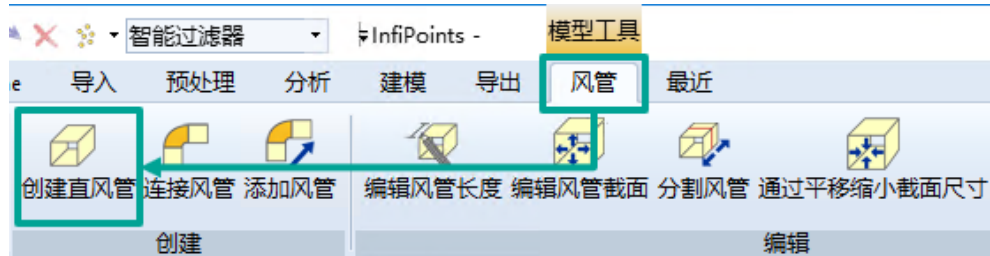 智能过滤器 InfiPoints - 模型工具
导入 预处理 分析 建模 导出 风管 最近
创建直风管 连接风管 添加风管 编辑风管长度 编辑风管截面 分割风管 通过平移缩小截面尺寸
创建 编辑